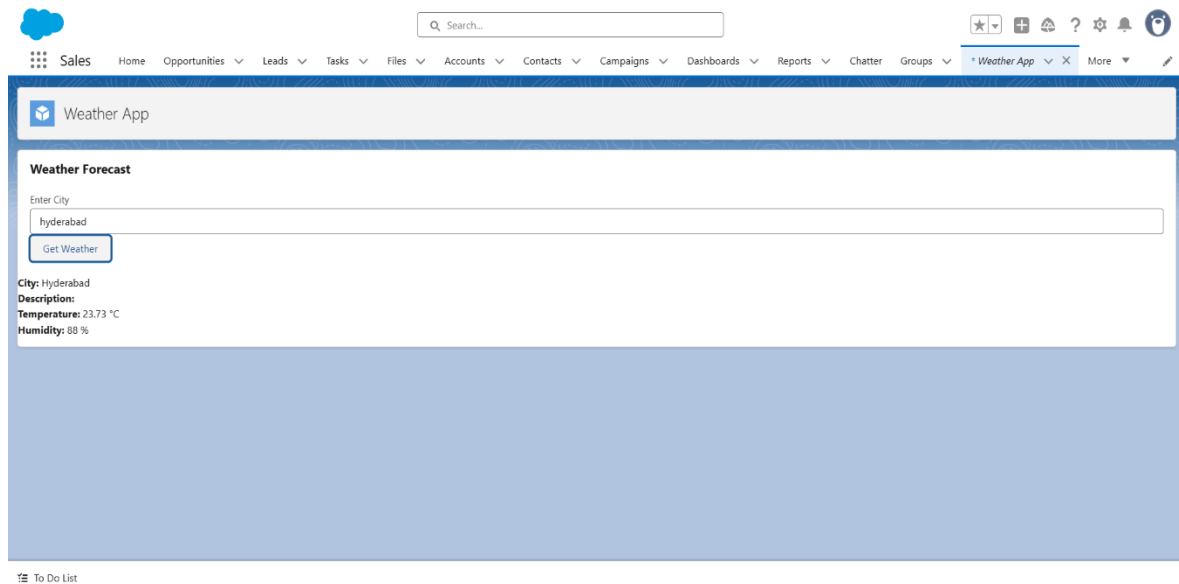 Search...
Sales Home Opportunities Leads Tasks Files Accounts Contacts Campaigns Dashboards Reports Chatter Groups * Weather App More
Weather App
Weather Forecast
Enter City
hyderabad
Get Weather
City: Hyderabad
Description:
Temperature: 23.73 °C
Humidity: 88 %
To Do List